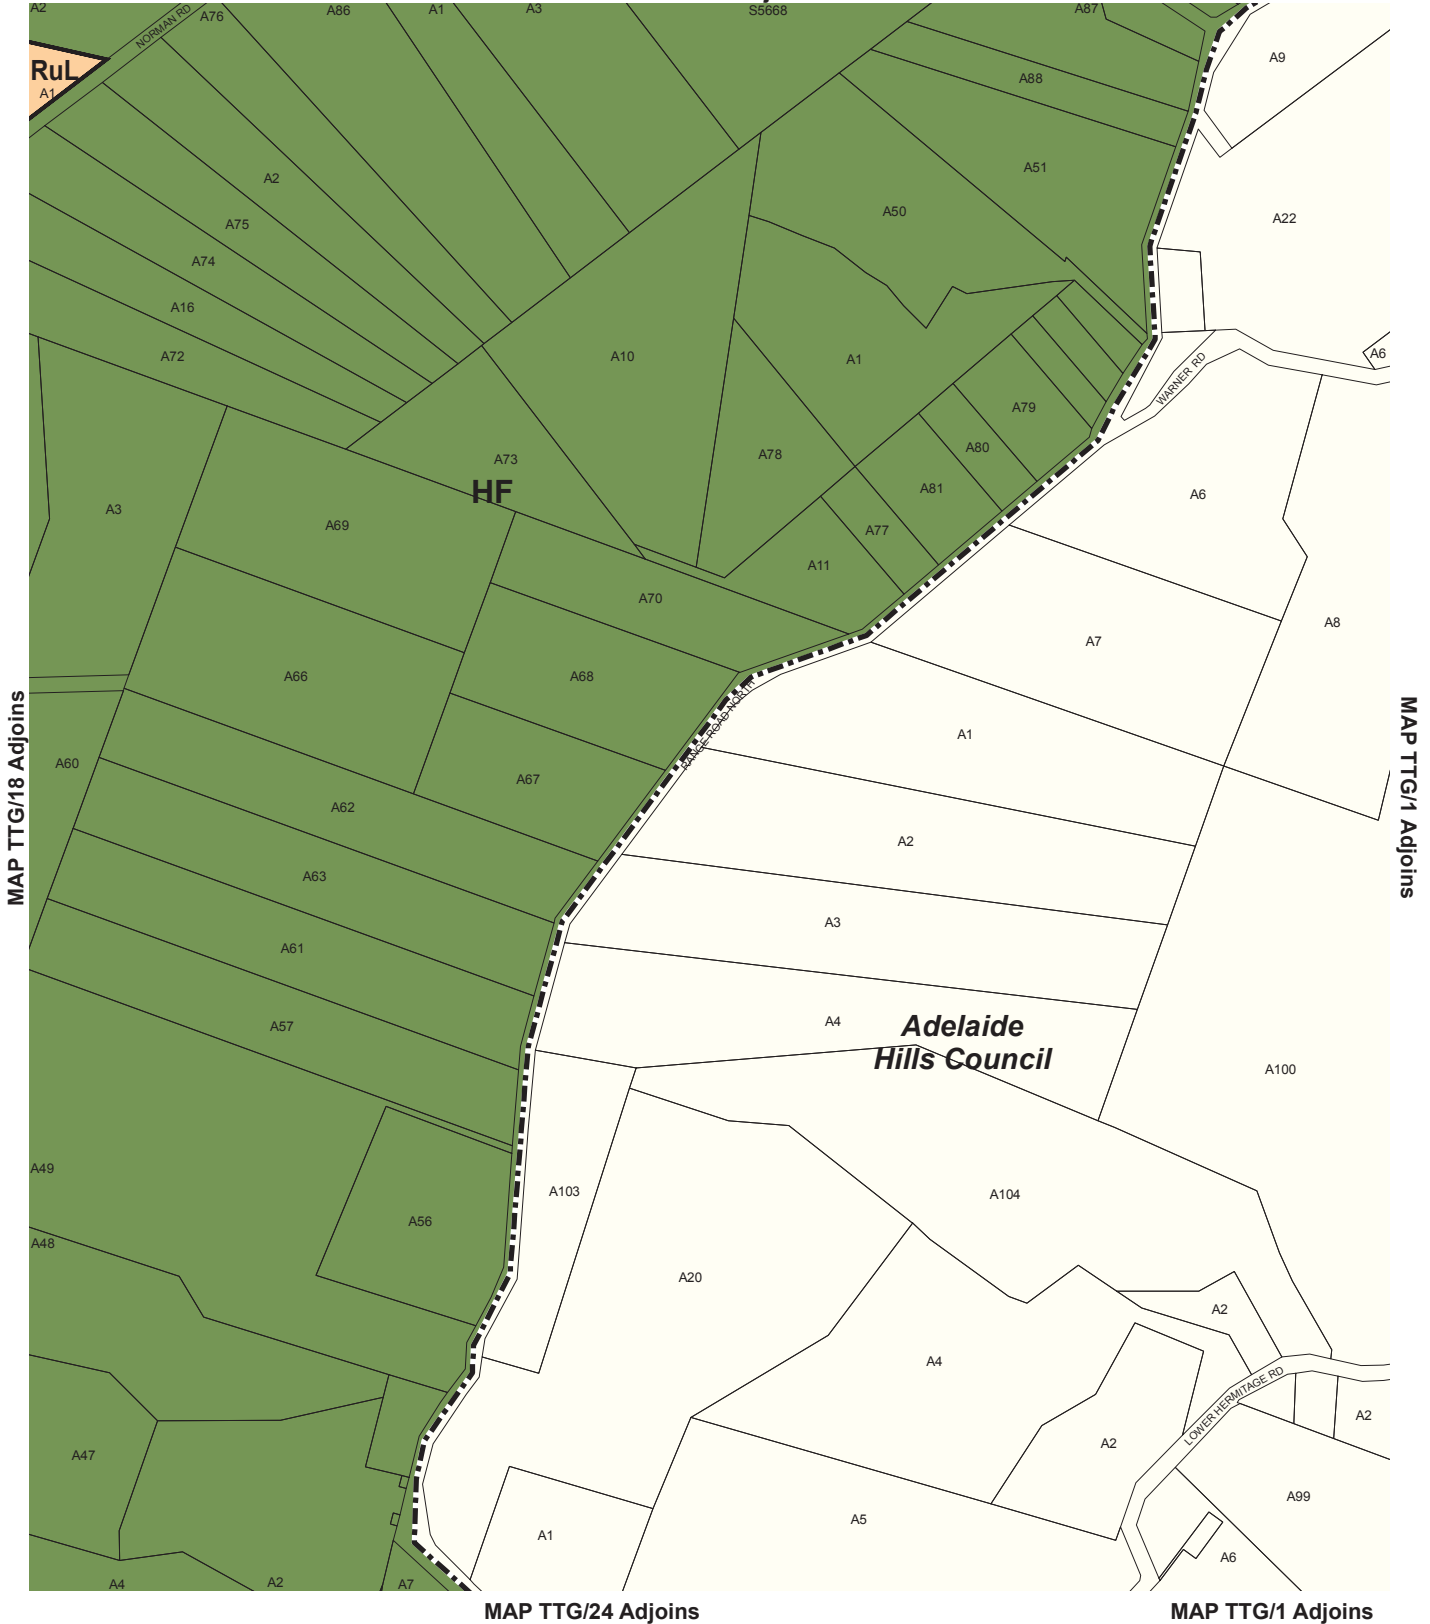 A2
A76
A86
A1
A3
S5668
A87
NORMAN RD
A9
RuL
A1
A88
A51
A2
A50
A22
A75
A74
A16
A72
A10
A1
A6
WARNER RD
A79
A73
A78
A80
HF
A81
A6
A3
A69
A77
A11
A70
A8
A7
A66
A68
RANGE ROAD NORTH
A1
MAP TTG/18 Adjoins
MAP TTG/1 Adjoins
A60
A67
A62
A2
A63
A3
A61
A4
A57
Adelaide
Hills Council
A100
A49
A103
A104
A56
A48
A20
A2
A4
LOWER HERMITAGE RD
A2
A2
A47
A99
A5
A1
A6
A4
A2
A7
MAP TTG/24 Adjoins
MAP TTG/1 Adjoins